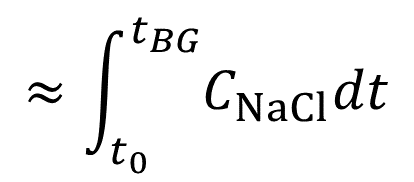 ≈ ∫_{t_0}^{t_{BG}} C_{NaCl} dt